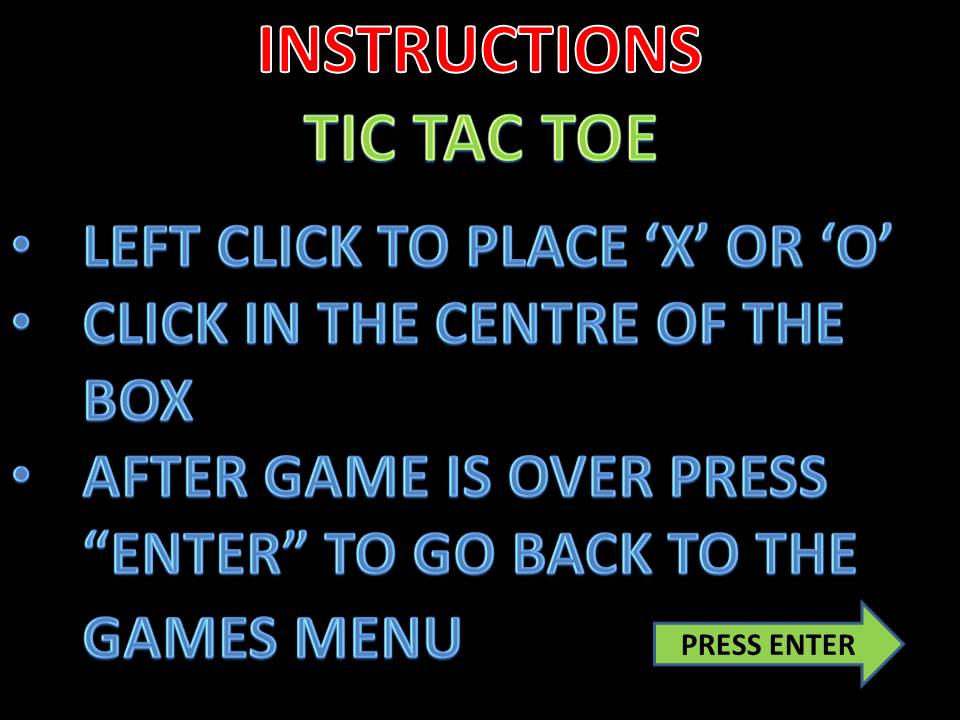 INSTRUCTIONS
TIC TAC TOE
• LEFT CLICK TO PLACE ‘X’ OR ‘O’
• CLICK IN THE CENTRE OF THE
BOX
• AFTER GAME IS OVER PRESS
“ENTER” TO GO BACK TO THE
GAMES MENU
PRESS ENTER